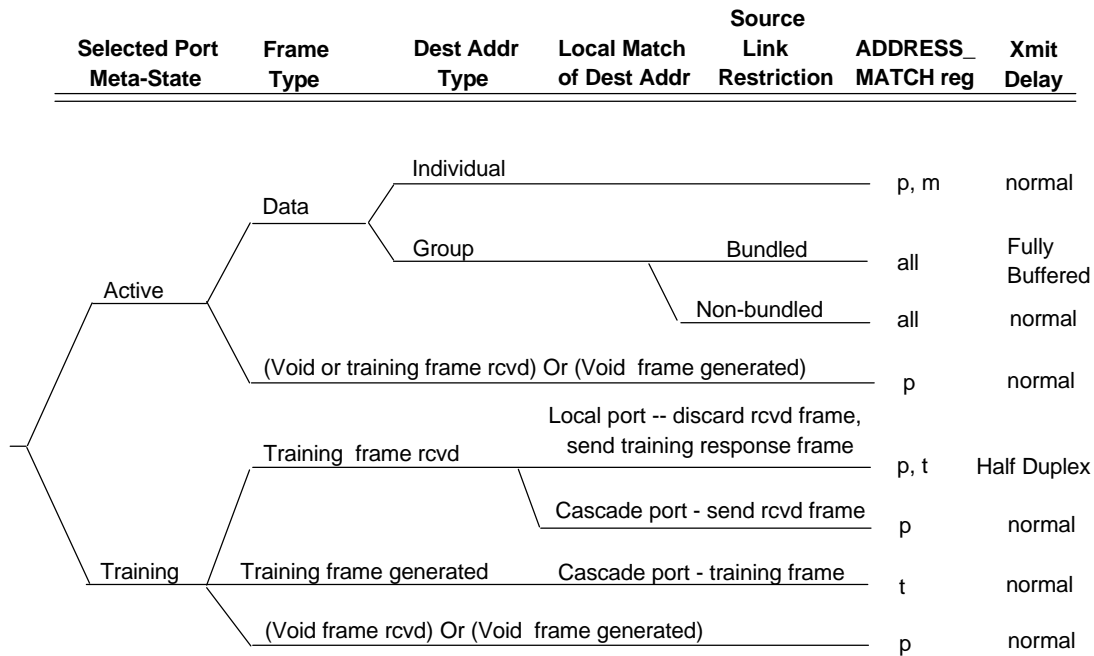 Source
Selected Port Frame Dest Addr Local Match Link ADDRESS_ Xmit
Meta-State Type Type of Dest Addr Restriction MATCH reg Delay
Individual p, m normal
Data
Group Bundled all Fully
Buffered
Active
Non-bundled all normal
(Void or training frame rcvd) Or (Void frame generated) p normal
Local port -- discard rcvd frame,
send training response frame
Training frame rcvd p, t Half Duplex
Cascade port - send rcvd frame p normal
Training Training frame generated Cascade port - training frame t normal
(Void frame rcvd) Or (Void frame generated) p normal